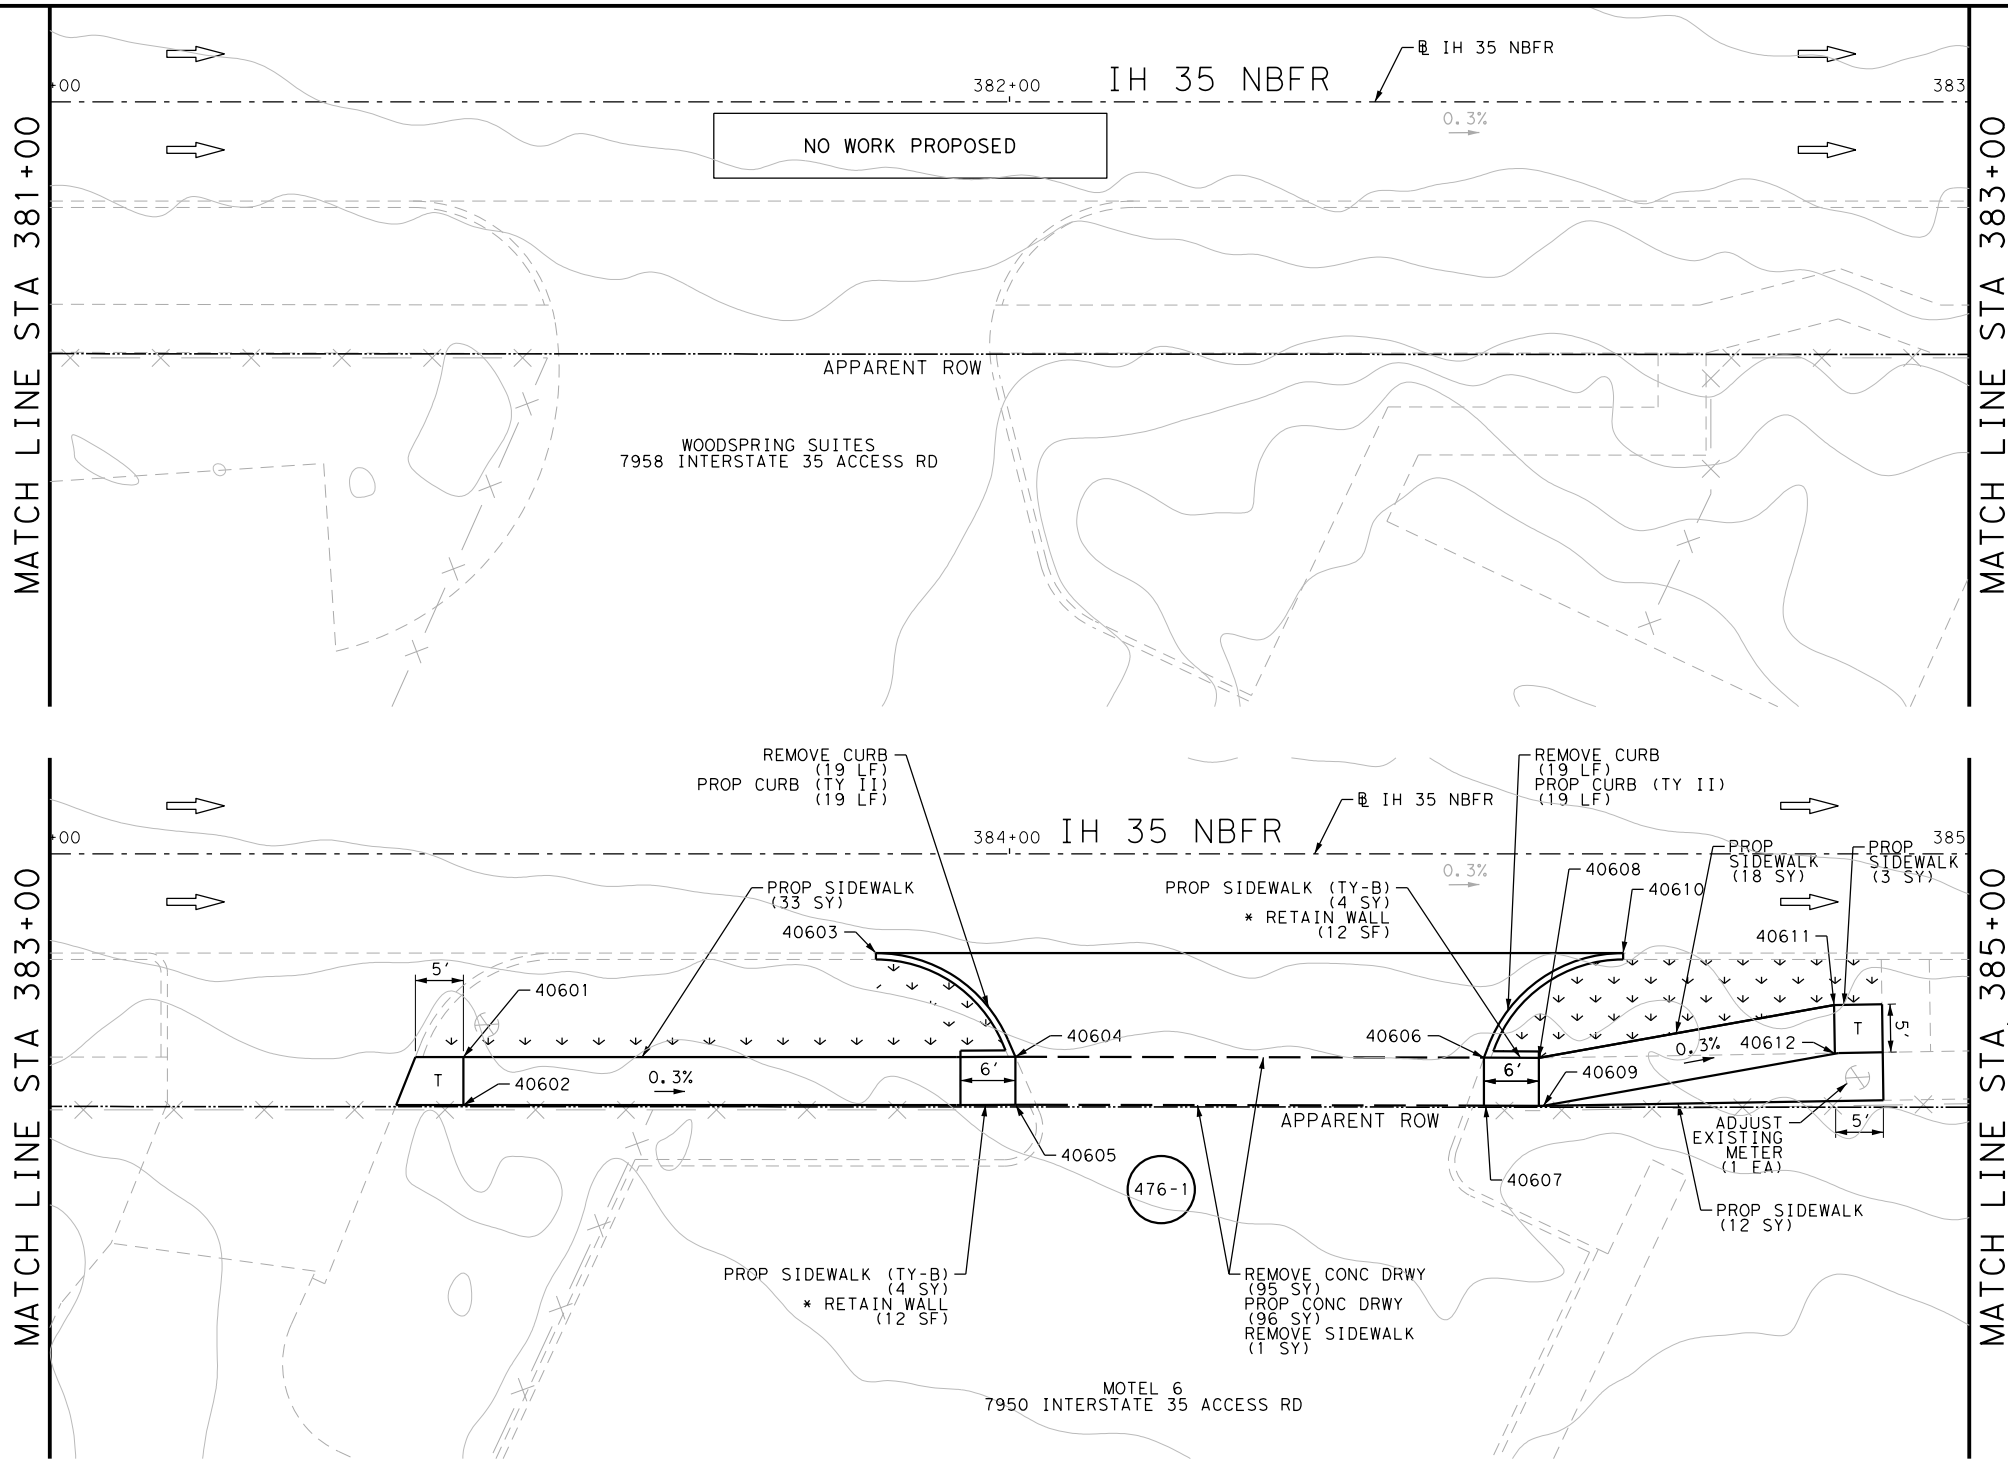 MATCH LINE STA 381+00
+00
382+00
IH 35 NBFR
℄ IH 35 NBFR
383
NO WORK PROPOSED
0.3%
APPARENT ROW
WOODSPRING SUITES
7958 INTERSTATE 35 ACCESS RD
MATCH LINE STA 383+00
MATCH LINE STA 383+00
REMOVE CURB
(19 LF)
PROP CURB (TY II)
(19 LF)
REMOVE CURB
(19 LF)
PROP CURB (TY II)
(19 LF)
℄ IH 35 NBFR
+00
384+00
IH 35 NBFR
385
PROP
SIDEWALK
(18 SY)
PROP
SIDEWALK
(3 SY)
0.3%
PROP SIDEWALK
(33 SY)
PROP SIDEWALK (TY-B)
(4 SY)
* RETAIN WALL
(12 SF)
40608
40610
40603
40611
5'
40601
40604
40606
40612
5'
T
40602
0.3%
6'
6'
40609
0.3%
T
APPARENT ROW
ADJUST
EXISTING
METER
(1 EA)
5'
40605
476-1
40607
PROP SIDEWALK
(12 SY)
PROP SIDEWALK (TY-B)
(4 SY)
* RETAIN WALL
(12 SF)
REMOVE CONC DRWY
(95 SY)
PROP CONC DRWY
(96 SY)
REMOVE SIDEWALK
(1 SY)
MOTEL 6
7950 INTERSTATE 35 ACCESS RD
MATCH LINE STA 385+00